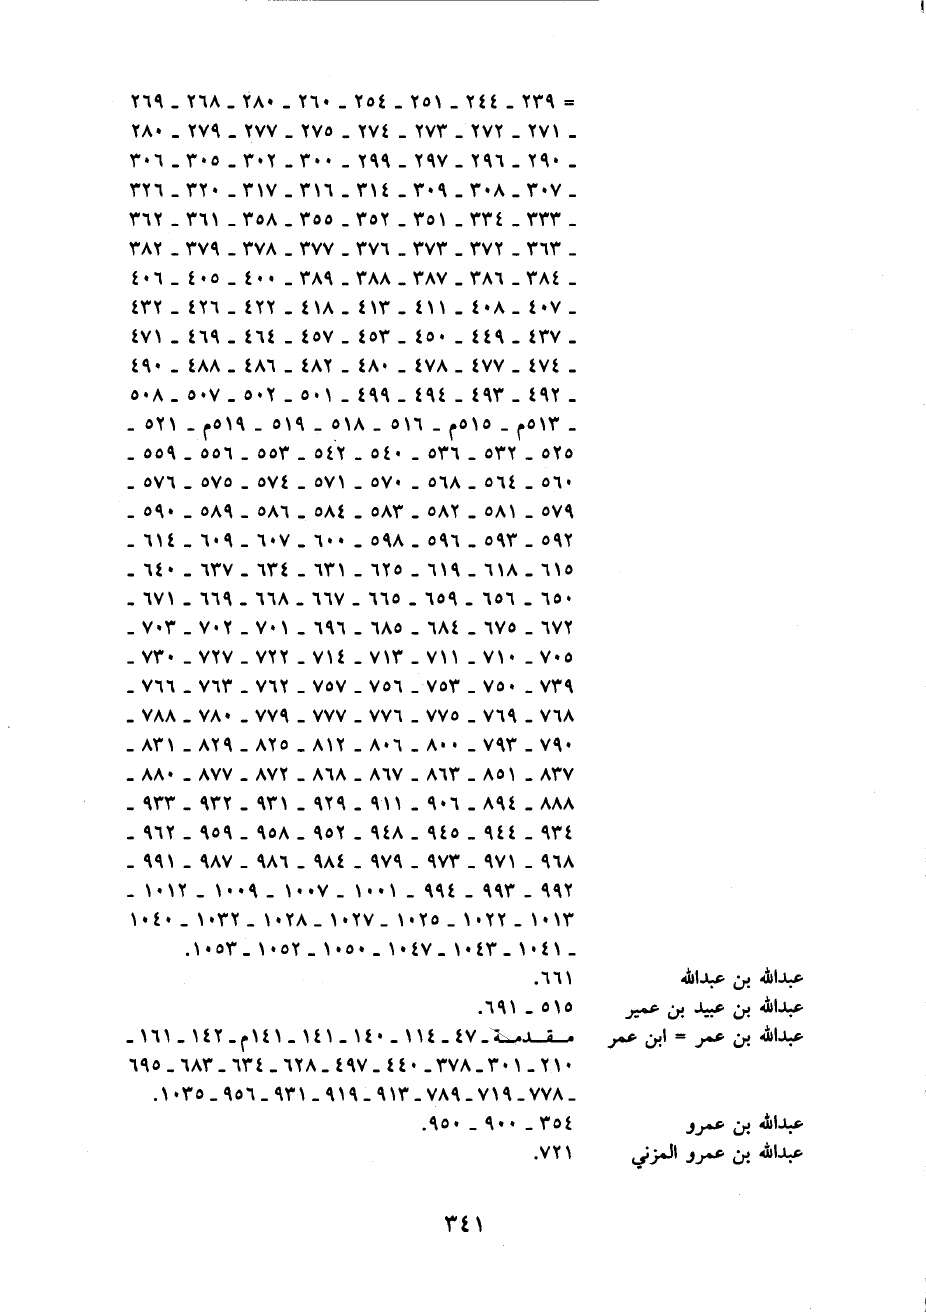 = ٢٣٩ ـ ٢٤٤ ـ ٢٥١ ـ ٢٥٤ ـ ٢٦٠ ـ ٢٨٠ ـ ٢٦٨ ـ ٢٦٩
ـ ٢٧١ ـ ٢٧٢ ـ ٢٧٣ ـ ٢٧٤ ـ ٢٧٥ ـ ٢٧٧ ـ ٢٧٩ ـ ٢٨٠
ـ ٢٩٠ ـ ٢٩٦ ـ ٢٩٧ ـ ٢٩٩ ـ ٣٠٠ ـ ٣٠٢ ـ ٣٠٥ ـ ٣٠٦
ـ ٣٠٧ ـ ٣٠٨ ـ ٣٠٩ ـ ٣١٤ ـ ٣١٦ ـ ٣١٧ ـ ٣٢٠ ـ ٣٢٦
ـ ٣٣٣ ـ ٣٣٤ ـ ٣٥١ ـ ٣٥٢ ـ ٣٥٥ ـ ٣٥٨ ـ ٣٦١ ـ ٣٦٢
ـ ٣٦٣ ـ ٣٧٢ ـ ٣٧٣ ـ ٣٧٦ ـ ٣٧٧ ـ ٣٧٨ ـ ٣٧٩ ـ ٣٨٢
ـ ٣٨٤ ـ ٣٨٦ ـ ٣٨٧ ـ ٣٨٨ ـ ٣٨٩ ـ ٤٠٠ ـ ٤٠٥ ـ ٤٠٦
ـ ٤٠٧ ـ ٤٠٨ ـ ٤١١ ـ ٤١٣ ـ ٤١٨ ـ ٤٢٢ ـ ٤٢٦ ـ ٤٣٢
ـ ٤٣٧ ـ ٤٤٩ ـ ٤٥٠ ـ ٤٥٣ ـ ٤٥٧ ـ ٤٦٤ ـ ٤٦٩ ـ ٤٧١
ـ ٤٧٤ ـ ٤٧٧ ـ ٤٧٨ ـ ٤٨٠ ـ ٤٨٢ ـ ٤٨٦ ـ ٤٨٨ ـ ٤٩٠
ـ ٤٩٢ ـ ٤٩٣ ـ ٤٩٤ ـ ٤٩٩ ـ ٥٠١ ـ ٥٠٢ ـ ٥٠٧ ـ ٥٠٨
ـ ٥١٣م ـ ٥١٥م ـ ٥١٦ ـ ٥١٨ ـ ٥١٩ ـ ٥١٩م ـ ٥٢١ ـ
٥٢٥ ـ ٥٣٢ ـ ٥٣٦ ـ ٥٤٠ ـ ٥٤٢ ـ ٥٥٣ ـ ٥٥٦ ـ ٥٥٩ ـ
٥٦٠ ـ ٥٦٤ ـ ٥٦٨ ـ ٥٧٠ ـ ٥٧١ ـ ٥٧٤ ـ ٥٧٥ ـ ٥٧٦ ـ
٥٧٩ ـ ٥٨١ ـ ٥٨٢ ـ ٥٨٣ ـ ٥٨٤ ـ ٥٨٦ ـ ٥٨٩ ـ ٥٩٠ ـ
٥٩٢ ـ ٥٩٣ ـ ٥٩٦ ـ ٥٩٨ ـ ٦٠٠ ـ ٦٠٧ ـ ٦٠٩ ـ ٦١٤ ـ
٦١٥ ـ ٦١٨ ـ ٦١٩ ـ ٦٢٥ ـ ٦٣١ ـ ٦٣٤ ـ ٦٣٧ ـ ٦٤٠ ـ
٦٥٠ ـ ٦٥٦ ـ ٦٥٩ ـ ٦٦٥ ـ ٦٦٧ ـ ٦٦٨ ـ ٦٦٩ ـ ٦٧١ ـ
٦٧٢ ـ ٦٧٥ ـ ٦٨٤ ـ ٦٨٥ ـ ٦٩٦ ـ ٧٠١ ـ ٧٠٢ ـ ٧٠٣ ـ
٧٠٥ ـ ٧١٠ ـ ٧١١ ـ ٧١٣ ـ ٧١٤ ـ ٧٢٢ ـ ٧٢٧ ـ ٧٣٠ ـ
٧٣٩ ـ ٧٥٠ ـ ٧٥٣ ـ ٧٥٦ ـ ٧٥٧ ـ ٧٦٢ ـ ٧٦٣ ـ ٧٦٦ ـ
٧٦٨ ـ ٧٦٩ ـ ٧٧٥ ـ ٧٧٦ ـ ٧٧٧ ـ ٧٧٩ ـ ٧٨٠ ـ ٧٨٨ ـ
٧٩٠ ـ ٧٩٣ ـ ٨٠٠ ـ ٨٠٦ ـ ٨١٢ ـ ٨٢٥ ـ ٨٢٩ ـ ٨٣١ ـ
٨٣٧ ـ ٨٥١ ـ ٨٦٣ ـ ٨٦٧ ـ ٨٦٨ ـ ٨٧٢ ـ ٨٧٧ ـ ٨٨٠ ـ
٨٨٨ ـ ٨٩٤ ـ ٩٠٦ ـ ٩١١ ـ ٩٢٩ ـ ٩٣١ ـ ٩٣٢ ـ ٩٣٣ ـ
٩٣٤ ـ ٩٤٤ ـ ٩٤٥ ـ ٩٤٨ ـ ٩٥٢ ـ ٩٥٨ ـ ٩٥٩ ـ ٩٦٢ ـ
٩٦٨ ـ ٩٧١ ـ ٩٧٣ ـ ٩٧٩ ـ ٩٨٤ ـ ٩٨٦ ـ ٩٨٧ ـ ٩٩١ ـ
٩٩٢ ـ ٩٩٣ ـ ٩٩٤ ـ ١٠٠١ ـ ١٠٠٧ ـ ١٠٠٩ ـ ١٠١٢ ـ
١٠١٣ ـ ١٠٢٢ ـ ١٠٢٥ ـ ١٠٢٧ ـ ١٠٢٨ ـ ١٠٣٢ ـ ١٠٤٠
ـ ١٠٤١ ـ ١٠٤٣ ـ ١٠٤٧ ـ ١٠٥٠ ـ ١٠٥٢ ـ ١٠٥٣.
عبدالله بن عبدالله ٦٦١.
عبدالله بن عبيد بن عمير ٥١٥ ـ ٦٩١.
عبدالله بن عمر = ابن عمر مقدمة ـ ٤٧ ـ ١١٤ ـ ١٤٠ ـ ١٤١ ـ ١٤١م ـ ١٤٢ ـ ١٦١ ـ
٢١٠ ـ ٣٠١ ـ ٣٧٨ ـ ٤٤٠ ـ ٤٩٧ ـ ٦٢٨ ـ ٦٣٤ ـ ٦٨٣ ـ ٦٩٥
ـ ٧٧٨ ـ ٧١٩ ـ ٧٨٩ ـ ٩١٣ ـ ٩١٩ ـ ٩٣١ ـ ٩٥٦ ـ ١٠٣٥.
عبدالله بن عمرو ٣٥٤ ـ ٩٠٠ ـ ٩٥٠.
عبدالله بن عمرو المزني ٧٢١.
٣٤١